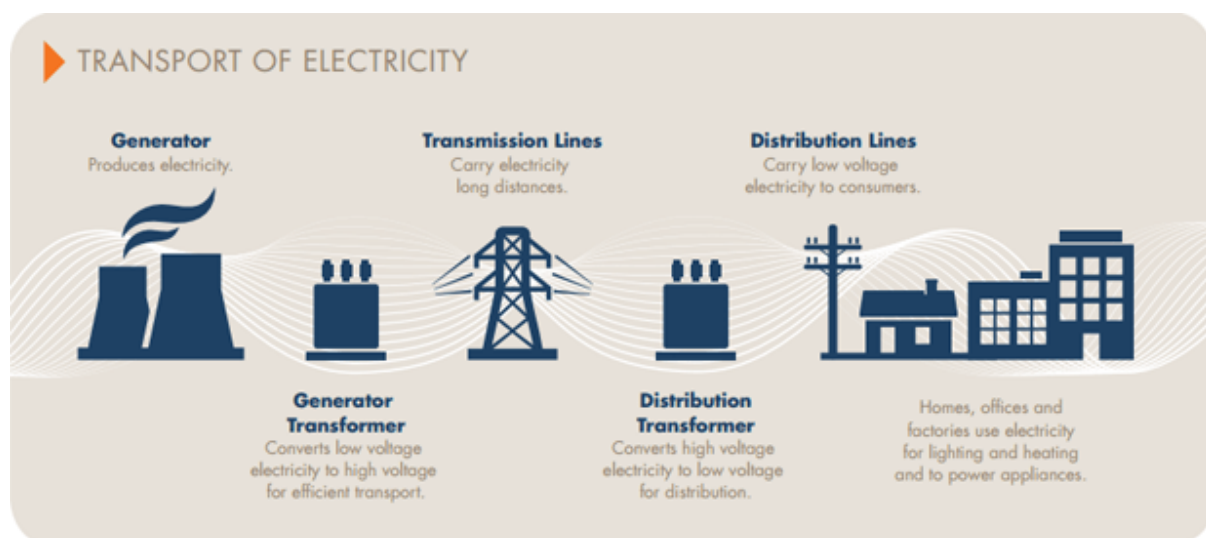 TRANSPORT OF ELECTRICITY
Generator
Produces electricity.
Transmission Lines
Carry electricity
long distances.
Distribution Lines
Carry low voltage
electricity to consumers.
Generator
Transformer
Converts low voltage
electricity to high voltage
for efficient transport.
Distribution
Transformer
Converts high voltage
electricity to low voltage
for distribution.
Homes, offices and
factories use electricity
for lighting and heating
and to power appliances.